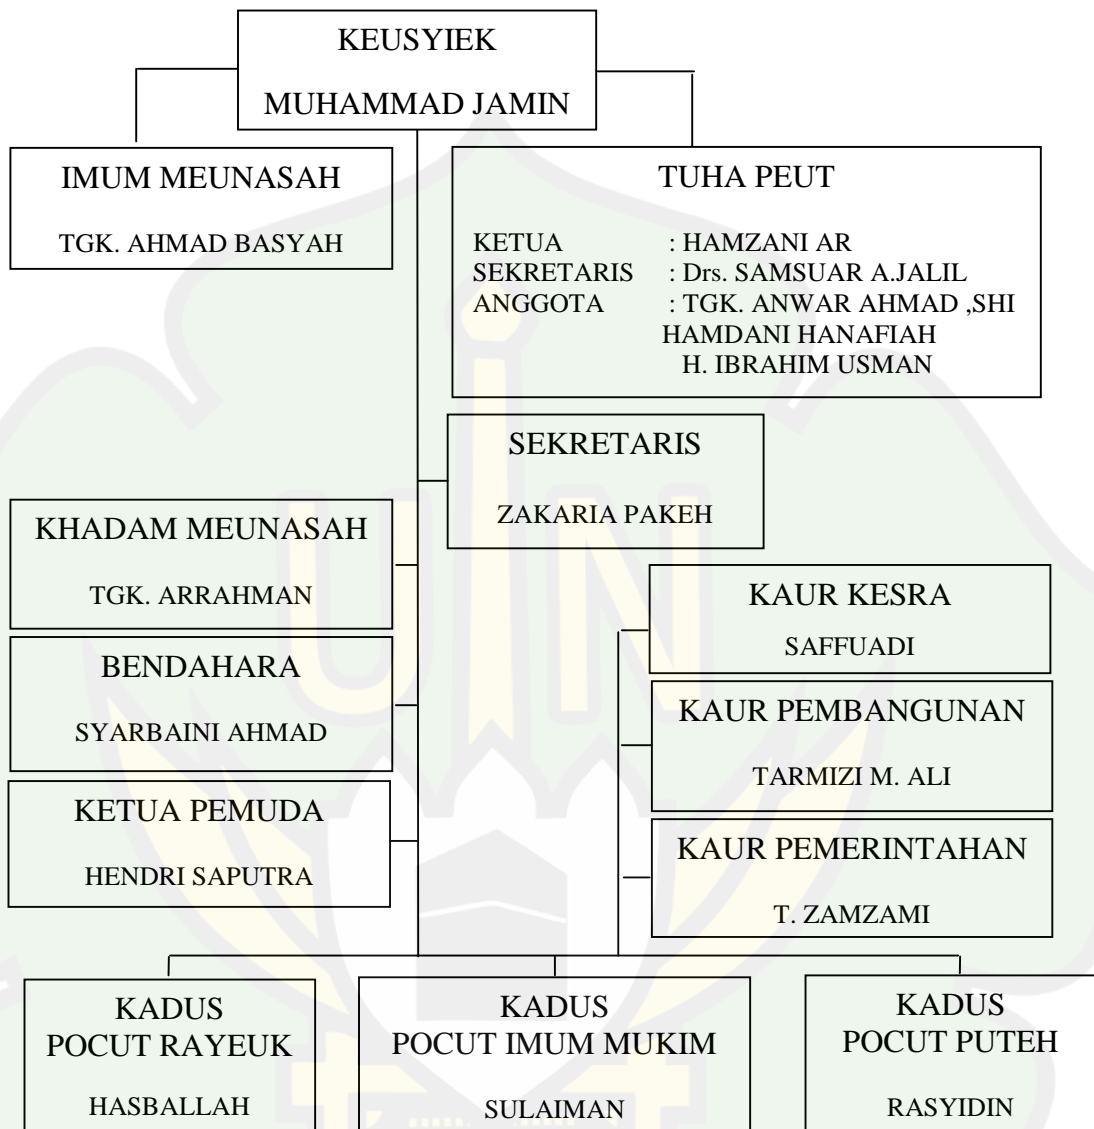 KEUSYIEK
MUHAMMAD JAMIN
IMUM MEUNASAH
TGK. AHMAD BASYAH
TUHA PEUT
KETUA : HAMZANI AR
SEKRETARIS : Drs. SAMSUAR A.JALIL
ANGGOTA : TGK. ANWAR AHMAD ,SHI
HAMDANI HANAFIAH
H. IBRAHIM USMAN
SEKRETARIS
ZAKARIA PAKEH
KHADAM MEUNASAH
TGK. ARRAHMAN
BENDAHARA
SYARBAINI AHMAD
KETUA PEMUDA
HENDRI SAPUTRA
KAUR KESRA
SAFFUADI
KAUR PEMBANGUNAN
TARMIZI M. ALI
KAUR PEMERINTAHAN
T. ZAMZAMI
KADUS
POCUT RAYEUK
HASBALLAH
KADUS
POCUT IMUM MUKIM
SULAIMAN
KADUS
POCUT PUTEH
RASYIDIN
UIN